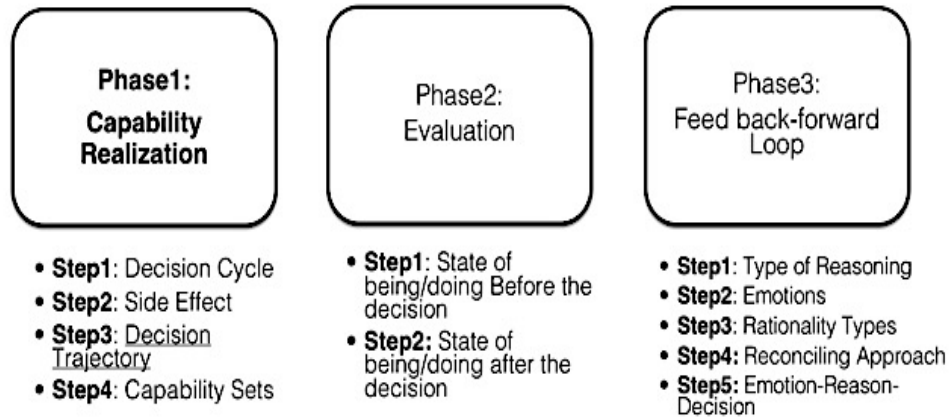 Phase1:
Capability
Realization
• Step1: Decision Cycle
• Step2: Side Effect
• Step3: Decision
Trajectory
• Step4: Capability Sets
Phase2:
Evaluation
• Step1: State of
being/doing Before the
decision
• Step2: State of
being/doing after the
decision
Phase3:
Feed back-forward
Loop
• Step1: Type of Reasoning
• Step2: Emotions
• Step3: Rationality Types
• Step4: Reconciling Approach
• Step5: Emotion-Reason-
Decision